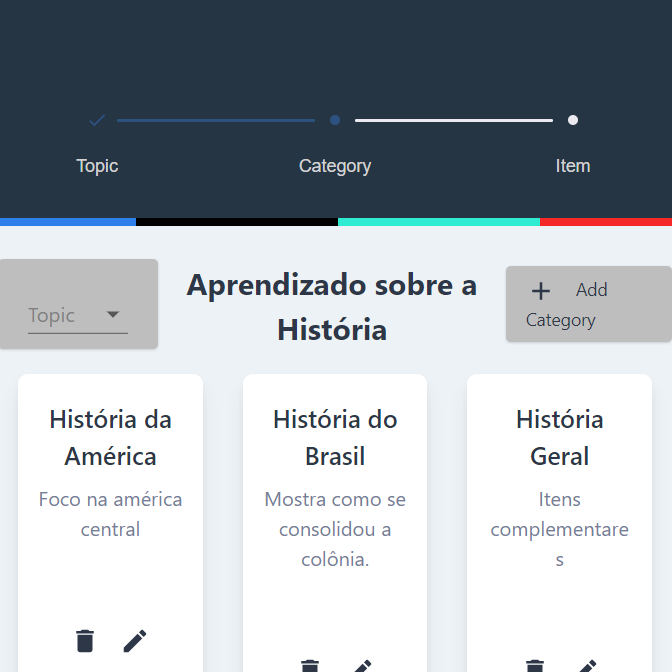 Topic
Category
Item
Topic
Aprendizado sobre a
História
Add
Category
História da
América
Foco na américa
central
História do
Brasil
Mostra como se
consolidou a
colônia.
História
Geral
Itens
complementare
s